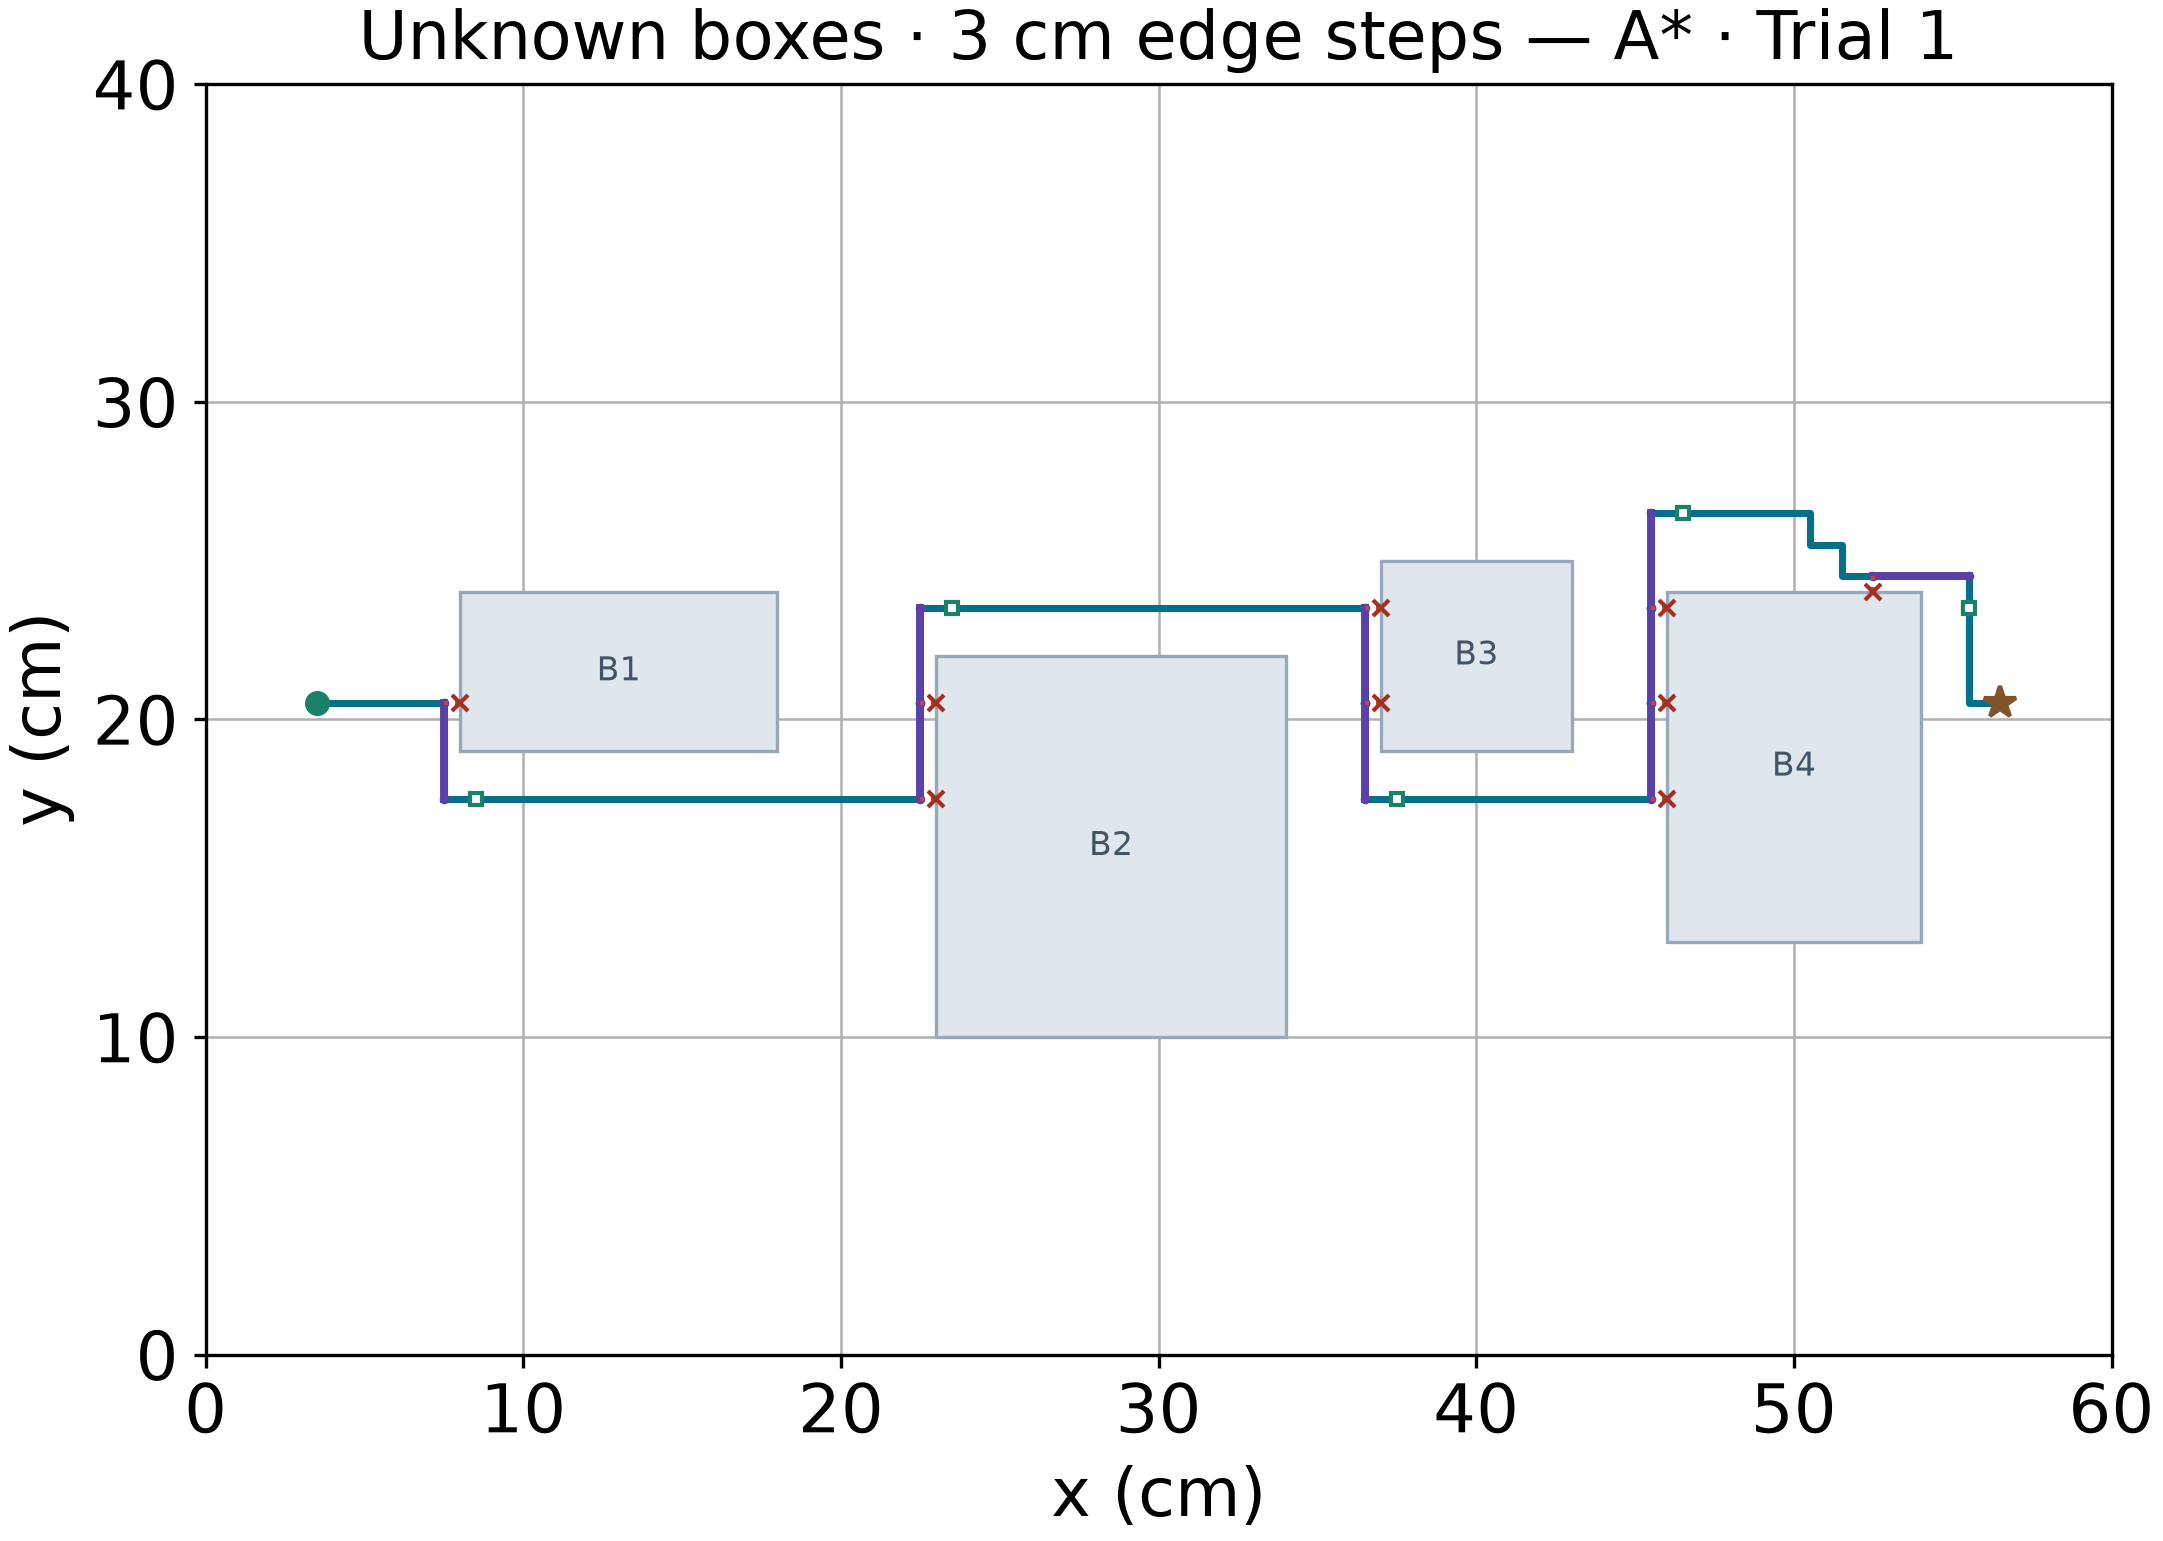 Unknown boxes · 3 cm edge steps — A* · Trial 1
40
30
20
10
0
y (cm)
B1
B2
B3
B4
0 10 20 30 40 50 60
x (cm)